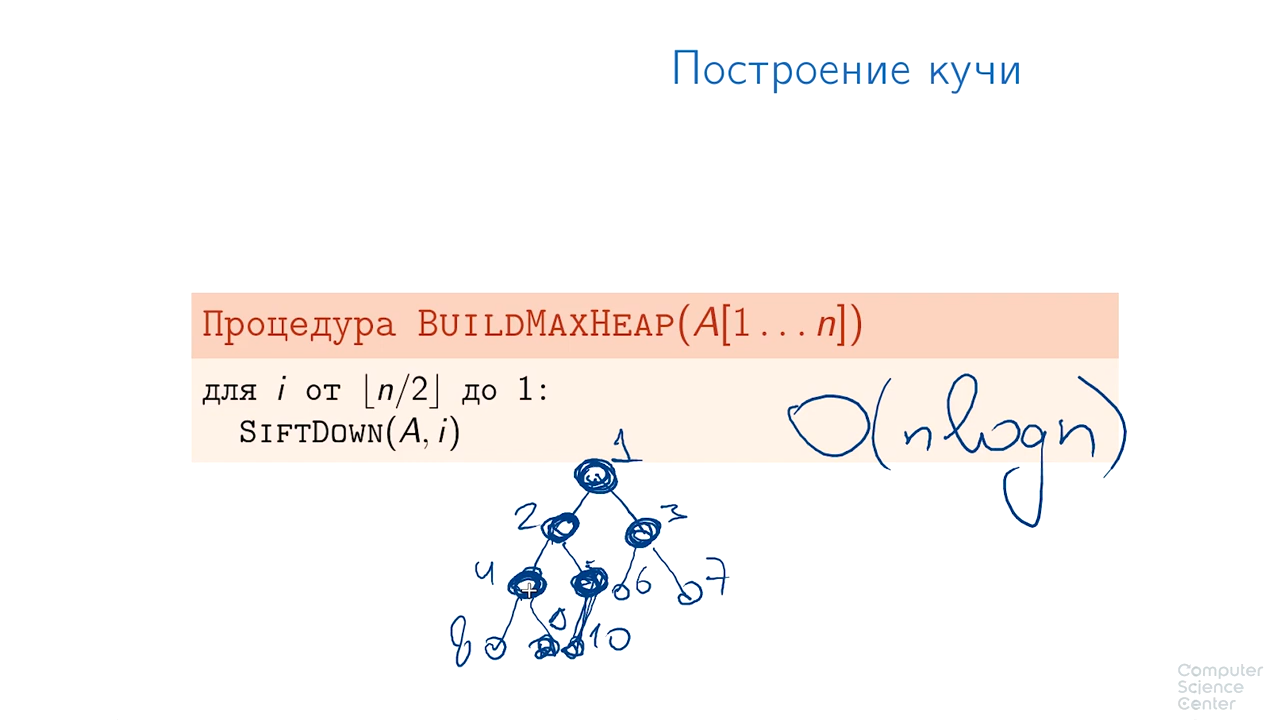 Построение кучи
Процедура BUILDMAXHEAP(A[1 . . . n])
для i от ⌊n/2⌋ до 1:
SIFTDOWN(A, i)
O(n log n)
1
2 3
4 5 6 7
8 10
Computer
Science
Center